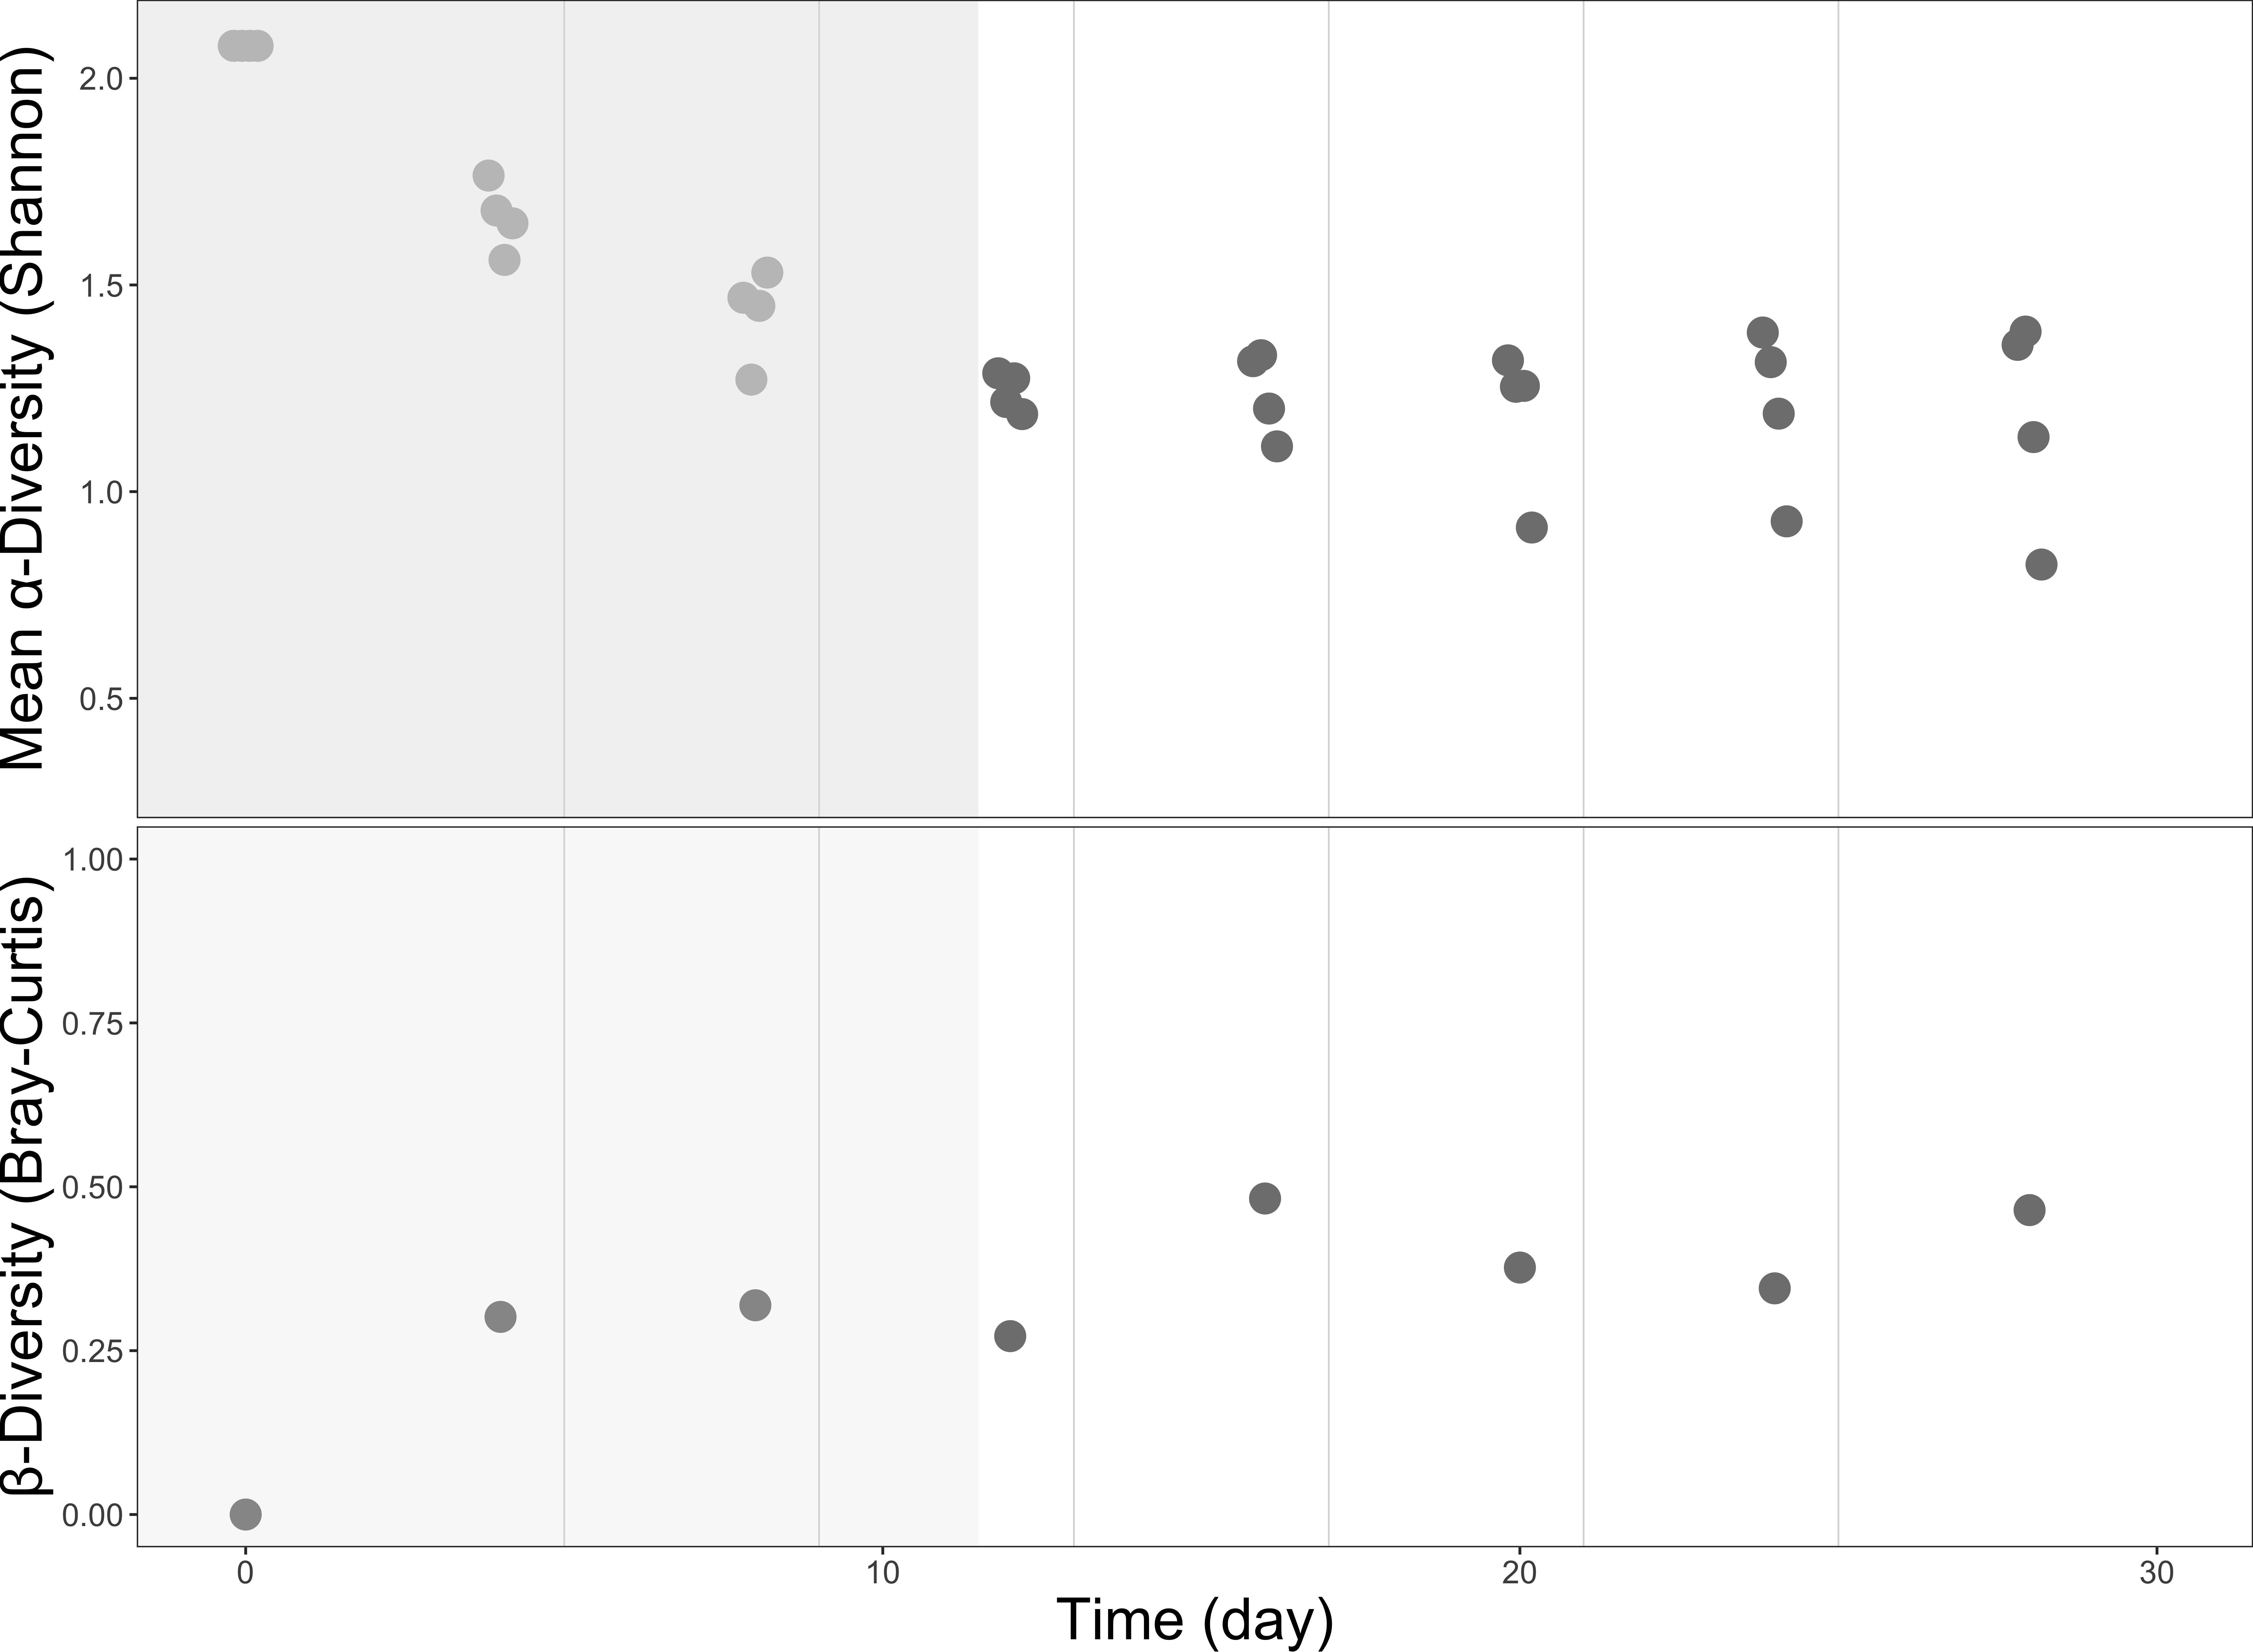 Mean α-Diversity (Shannon)
2.0
1.5
1.0
0.5
β-Diversity (Bray-Curtis)
1.00
0.75
0.50
0.25
0.00
0 10 20 30
Time (day)